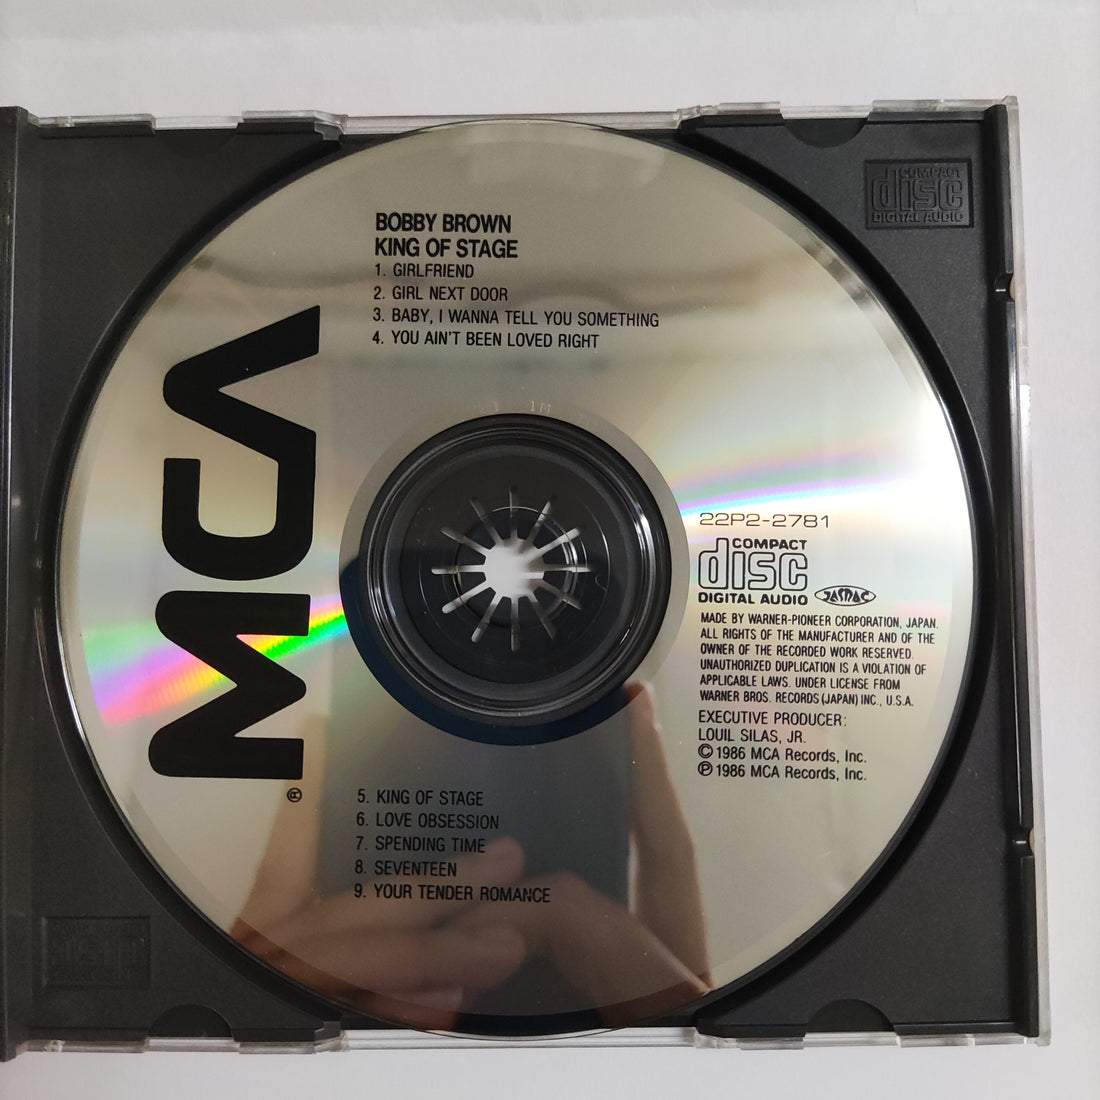 COMPACT
disc
DIGITAL AUDIO
BOBBY BROWN
KING OF STAGE
1. GIRLFRIEND
2. GIRL NEXT DOOR
3. BABY, I WANNA TELL YOU SOMETHING
4. YOU AIN'T BEEN LOVED RIGHT
MCA
®
22P2-2781
COMPACT
disc
DIGITAL AUDIO
JASRAC
MADE BY WARNER-PIONEER CORPORATION, JAPAN.
ALL RIGHTS OF THE MANUFACTURER AND OF THE
OWNER OF THE RECORDED WORK RESERVED.
UNAUTHORIZED DUPLICATION IS A VIOLATION OF
APPLICABLE LAWS. UNDER LICENSE FROM
WARNER BROS. RECORDS (JAPAN) INC., U.S.A.
EXECUTIVE PRODUCER:
LOUIL SILAS, JR.
© 1986 MCA Records, Inc.
℗ 1986 MCA Records, Inc.
5. KING OF STAGE
6. LOVE OBSESSION
7. SPENDING TIME
8. SEVENTEEN
9. YOUR TENDER ROMANCE